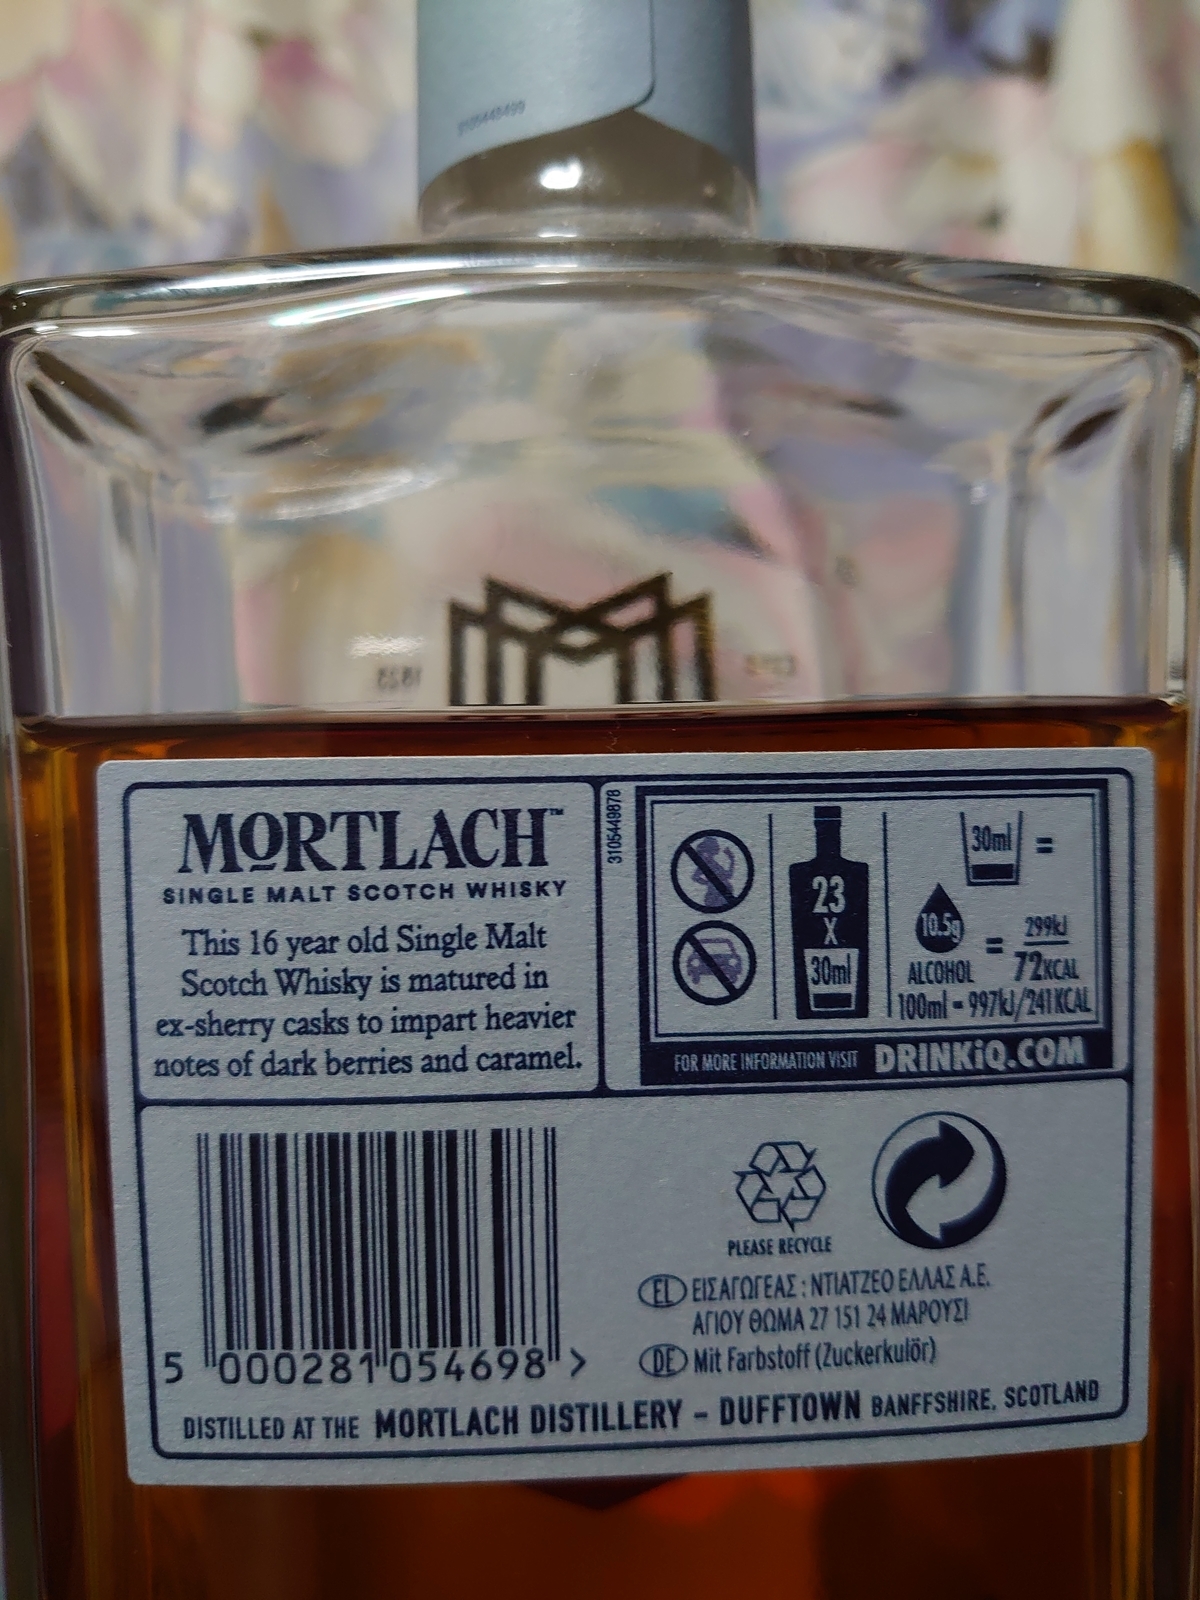 MORTLACH™
SINGLE MALT SCOTCH WHISKY
This 16 year old Single Malt
Scotch Whisky is matured in
ex-sherry casks to impart heavier
notes of dark berries and caramel.
3105449878
23
X
30ml
30ml =
10.5g
ALCOHOL
=
299kJ
72KCAL
100ml = 997kJ/241KCAL
FOR MORE INFORMATION VISIT DRINKiQ.COM
5 000281 054698 >
PLEASE RECYCLE
EL ΕΙΣΑΓΩΓΕΑΣ : ΝΤΙΑΤΖΕΟ ΕΛΛΑΣ Α.Ε.
ΑΓΙΟΥ ΘΩΜΑ 27 151 24 ΜΑΡΟΥΣΙ
DE Mit Farbstoff (Zuckerkulör)
DISTILLED AT THE MORTLACH DISTILLERY – DUFFTOWN BANFFSHIRE, SCOTLAND